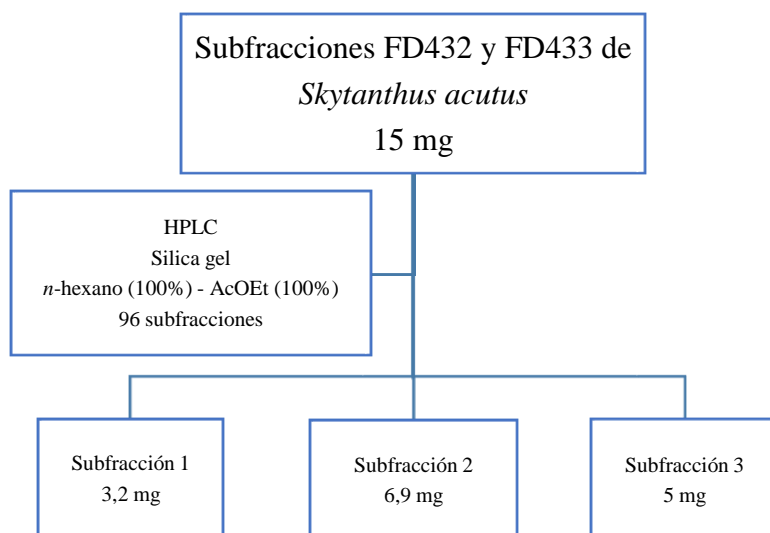 Subfracciones FD432 y FD433 de
Skytanthus acutus
15 mg
HPLC
Silica gel
n-hexano (100%) - AcOEt (100%)
96 subfracciones
Subfracción 1
3,2 mg
Subfracción 2
6,9 mg
Subfracción 3
5 mg